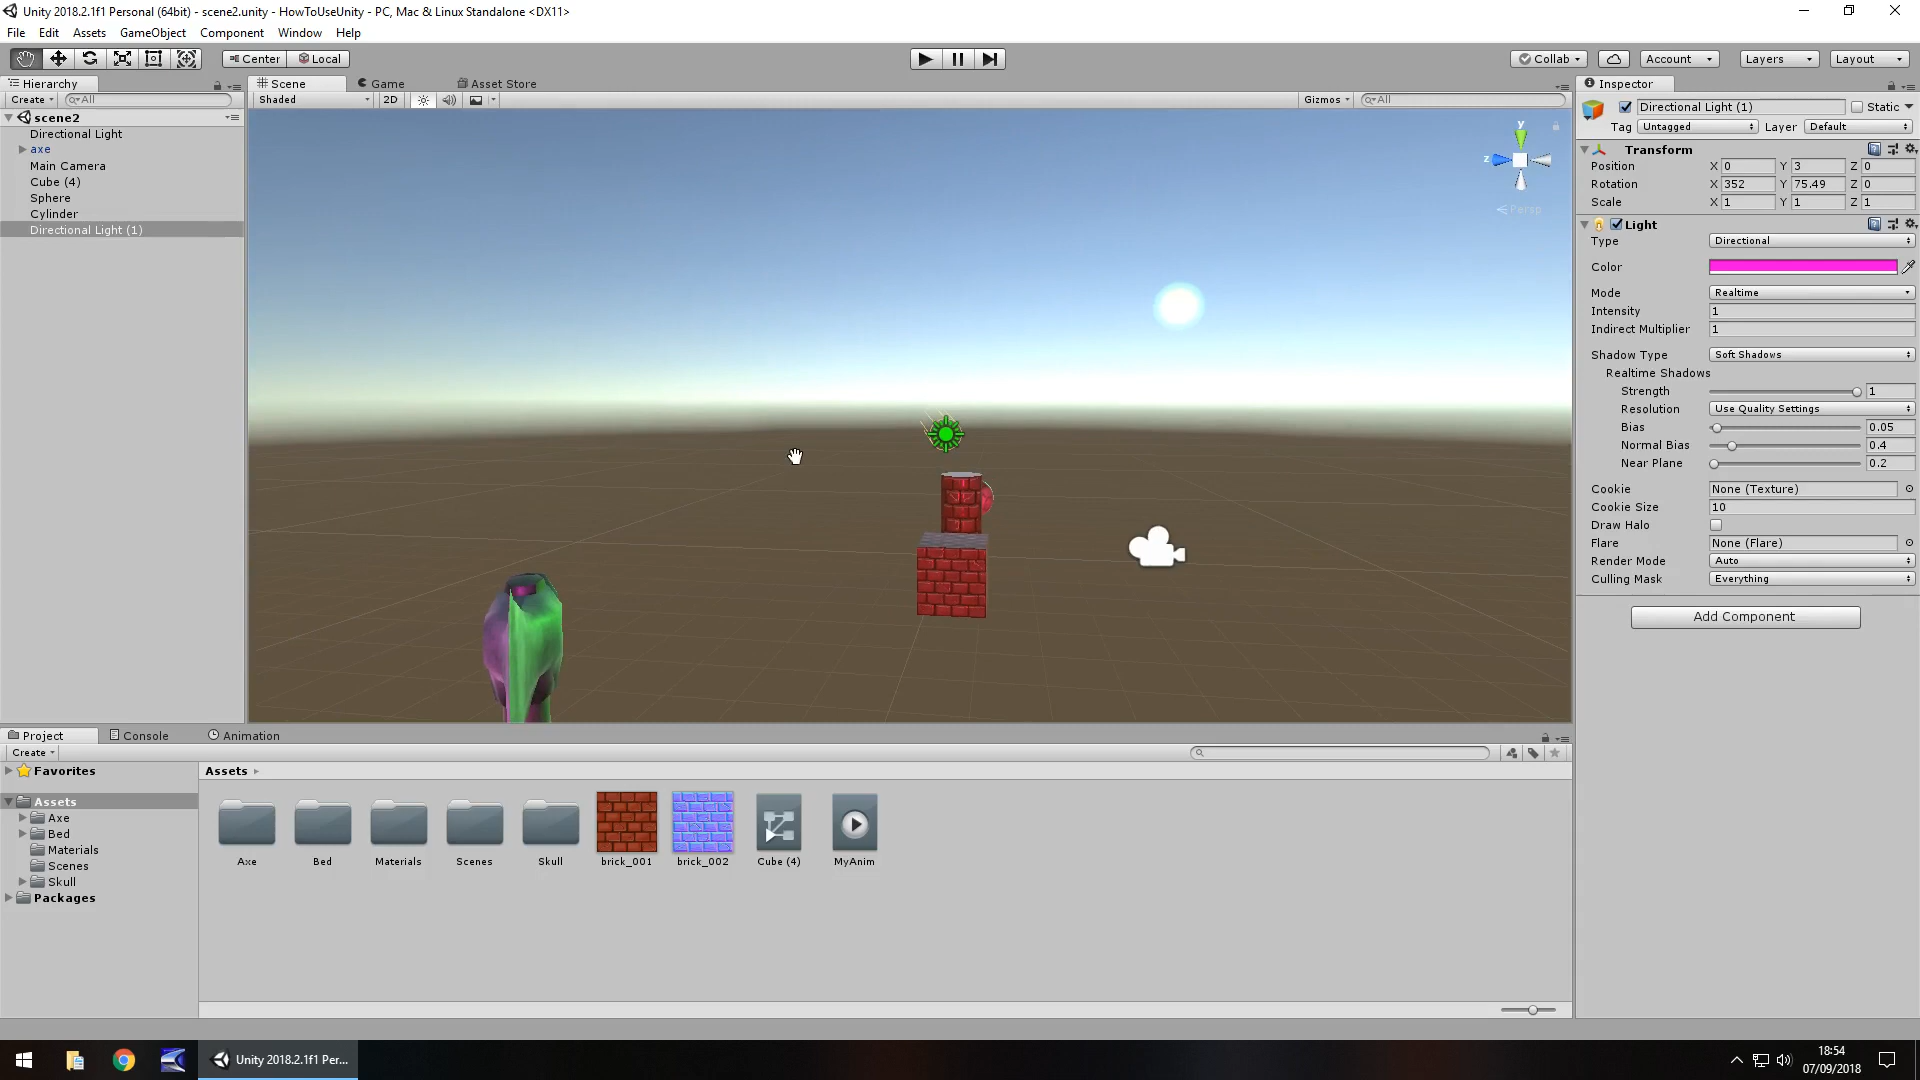 Unity 2018.2.1f1 Personal (64bit) - scene2.unity - HowToUseUnity - PC, Mac & Linux Standalone <DX11>
File Edit Assets GameObject Component Window Help
Center Local Collab Account Layers Layout
Hierarchy
Create All
scene2
Directional Light
axe
Main Camera
Cube (4)
Sphere
Cylinder
Directional Light (1)
Scene Game Asset Store
Shaded 2D Gizmos All
y
z
Persp
Inspector
Directional Light (1) Static
Tag Untagged Layer Default
Transform
Position X 0 Y 3 Z 0
Rotation X 352 Y 75.49 Z 0
Scale X 1 Y 1 Z 1
Light
Type Directional
Color
Mode Realtime
Intensity 1
Indirect Multiplier 1
Shadow Type Soft Shadows
Realtime Shadows
Strength 1
Resolution Use Quality Settings
Bias 0.05
Normal Bias 0.4
Near Plane 0.2
Cookie None (Texture)
Cookie Size 10
Draw Halo
Flare None (Flare)
Render Mode Auto
Culling Mask Everything
Add Component
Project Console Animation
Create
Favorites
Assets
Axe
Bed
Materials
Scenes
Skull
Packages
Assets
Axe Bed Materials Scenes Skull brick_001 brick_002 Cube (4) MyAnim
Unity 2018.2.1f1 Per...
18:54
07/09/2018